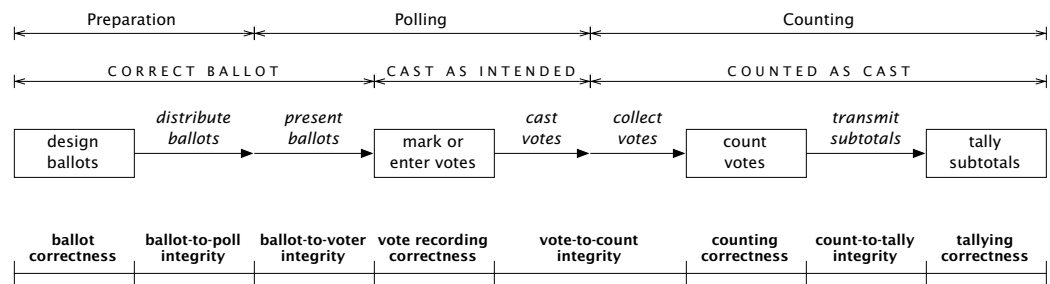 Preparation Polling Counting
CORRECT BALLOT CAST AS INTENDED COUNTED AS CAST
distribute present cast collect transmit
ballots ballots votes votes subtotals
design mark or count tally
ballots enter votes votes subtotals
ballot ballot-to-poll ballot-to-voter vote recording vote-to-count counting count-to-tally tallying
correctness integrity integrity correctness integrity correctness integrity correctness